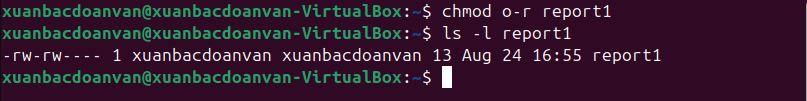 xuanbacdoanvan@xuanbacdoanvan-VirtualBox:~$ chmod o-r report1
xuanbacdoanvan@xuanbacdoanvan-VirtualBox:~$ ls -l report1
-rw-rw---- 1 xuanbacdoanvan xuanbacdoanvan 13 Aug 24 16:55 report1
xuanbacdoanvan@xuanbacdoanvan-VirtualBox:~$